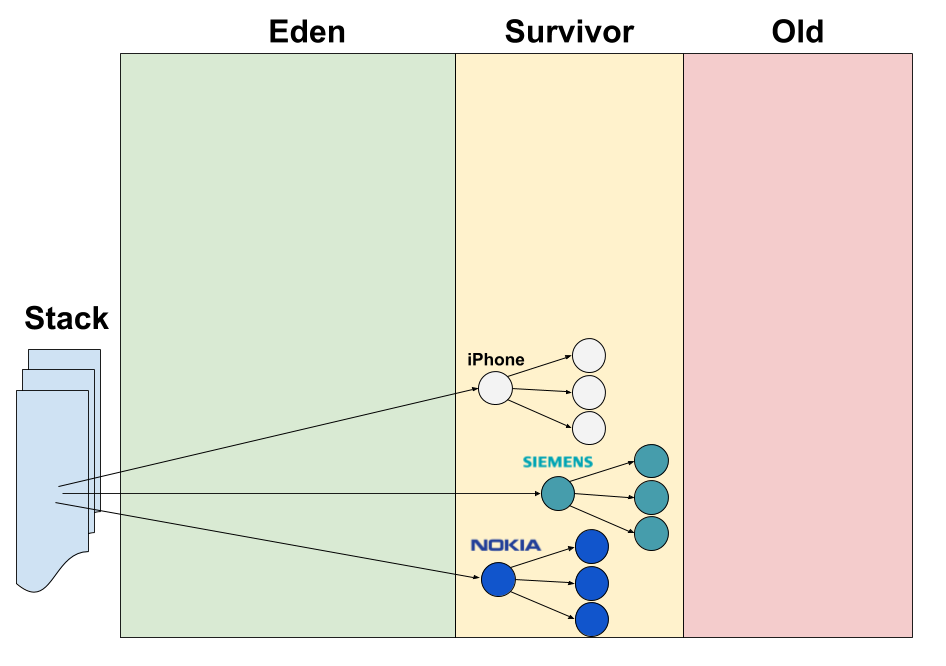 Eden
Survivor
Old
Stack
iPhone
SIEMENS
NOKIA